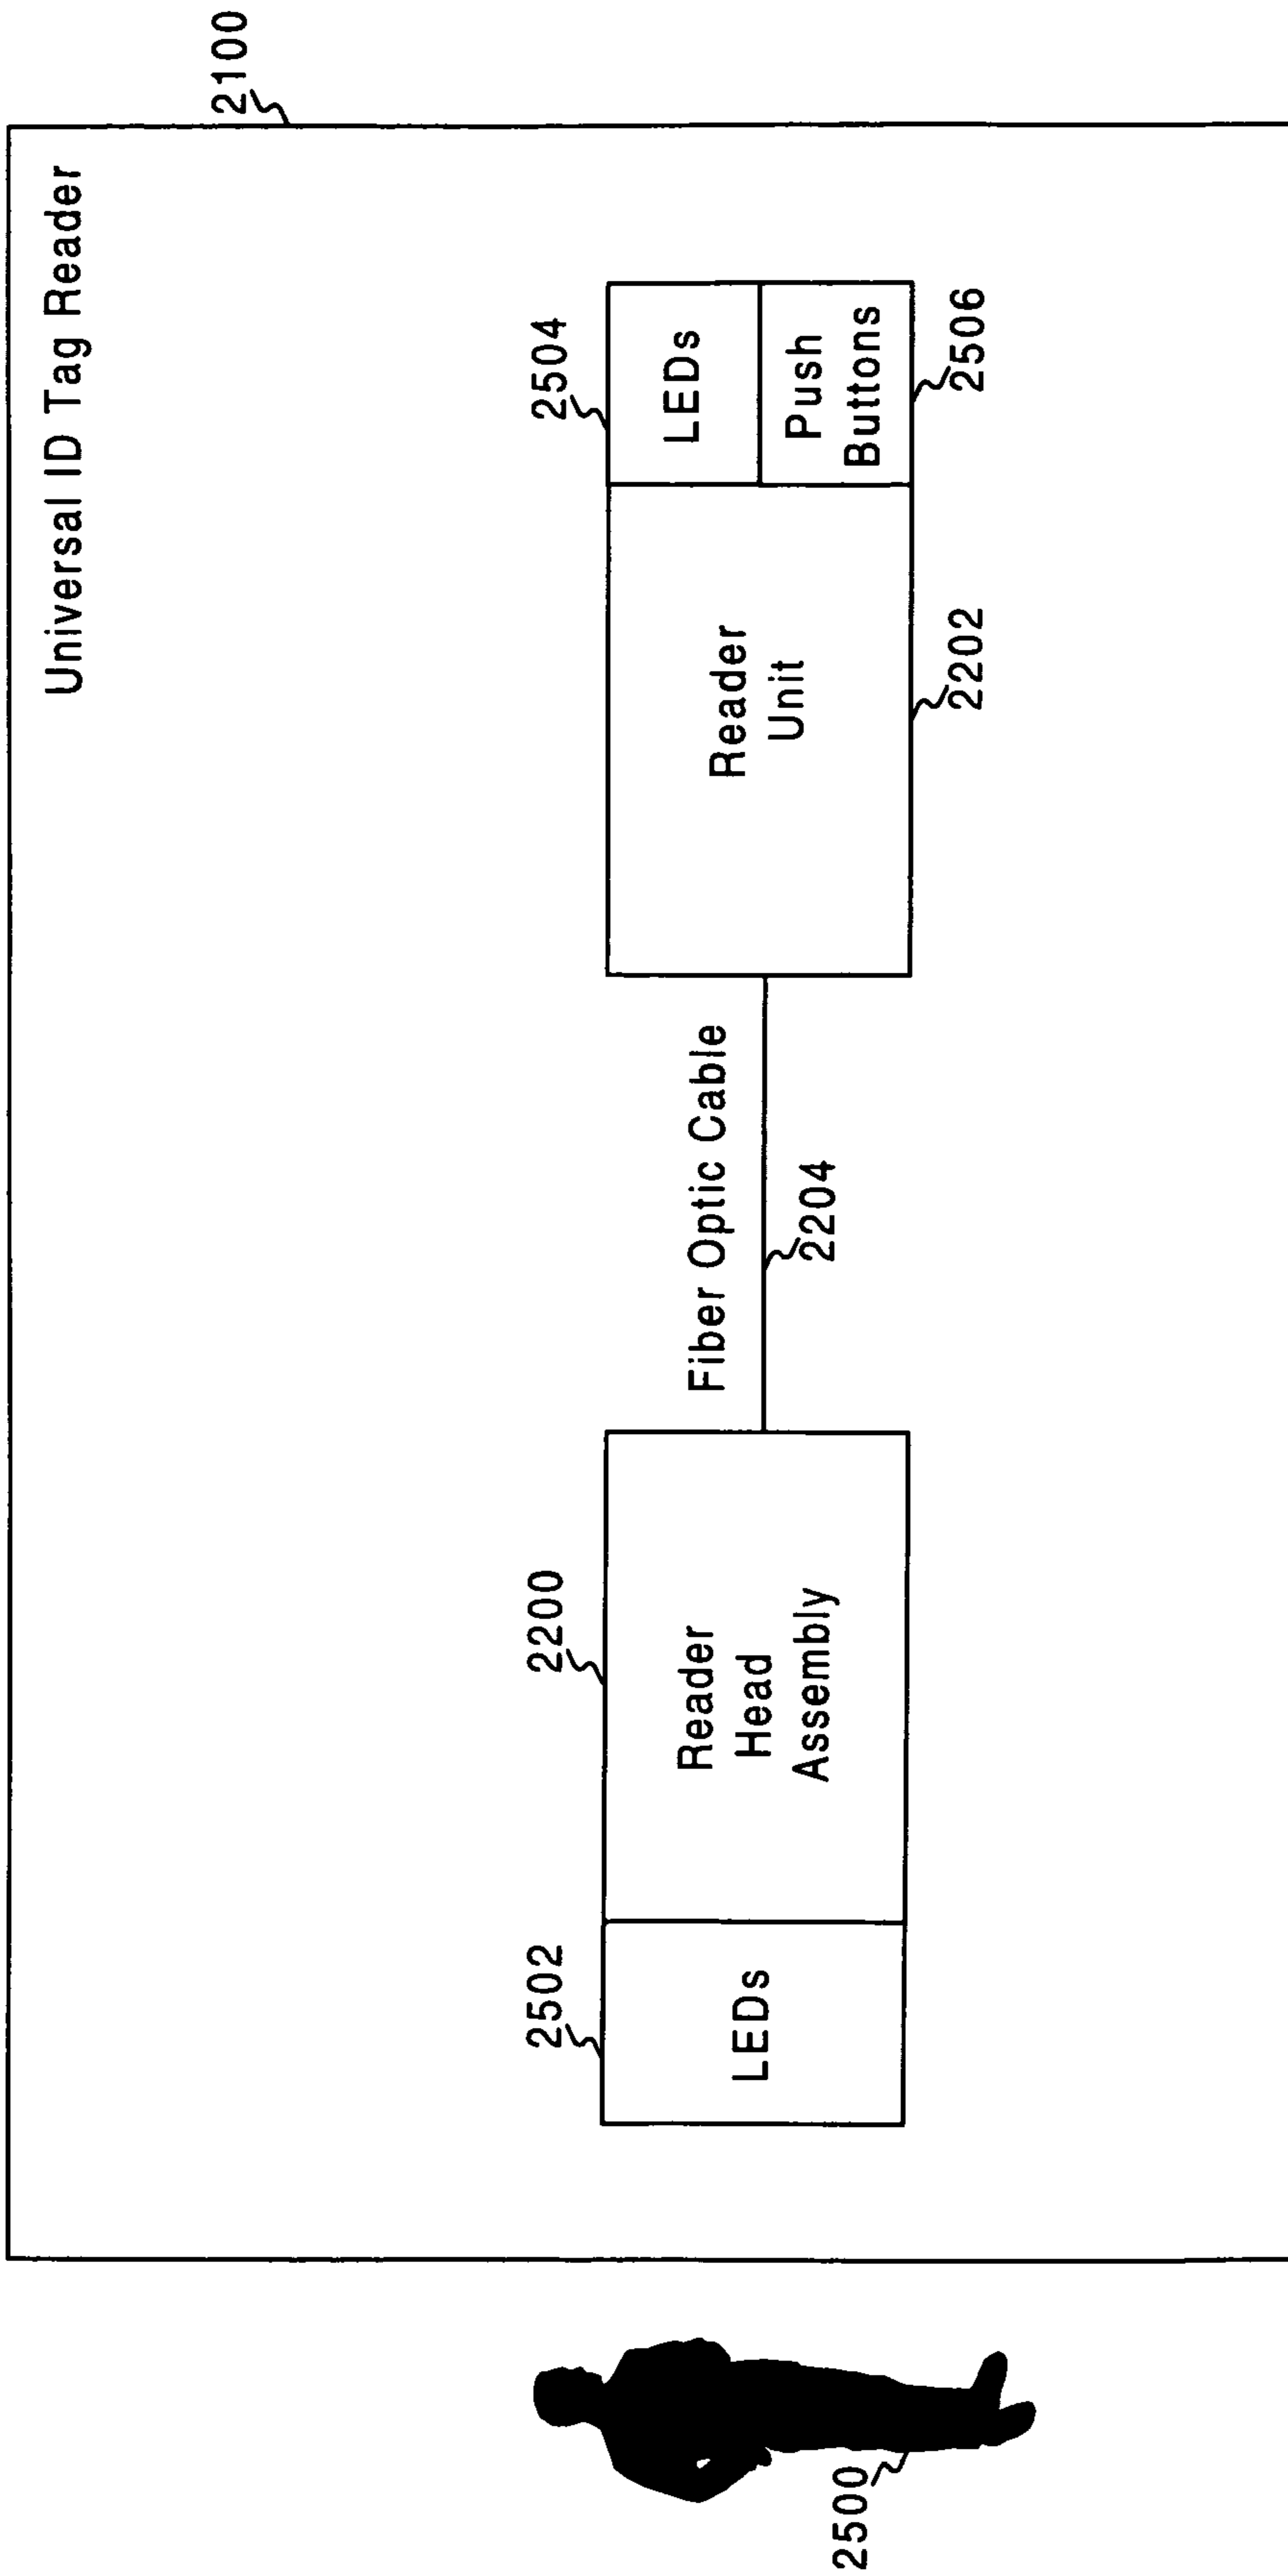 2100
Universal ID Tag Reader
2500
2502
LEDs
2200
Reader
Head
Assembly
Fiber Optic Cable
2204
Reader
Unit
2202
2504
LEDs
Push
Buttons
2506